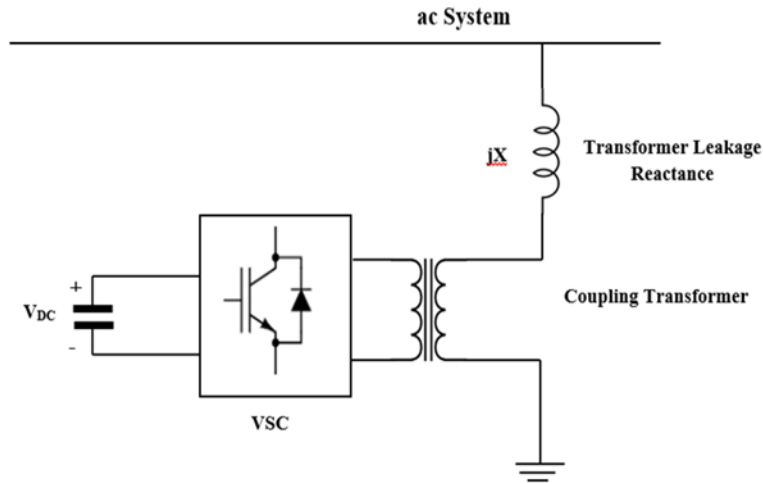 ac System
jX
Transformer Leakage
Reactance
+
VDC
-
Coupling Transformer
VSC